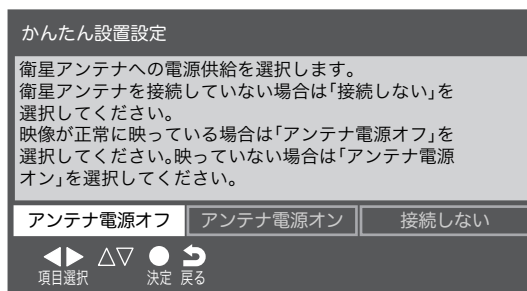 かんたん設置設定
衛星アンテナへの電源供給を選択します。
衛星アンテナを接続していない場合は｢接続しない｣を
選択してください。
映像が正常に映っている場合は｢アンテナ電源オフ｣を
選択してください。映っていない場合は｢アンテナ電源
オン｣を選択してください。
アンテナ電源オフ アンテナ電源オン 接続しない
項目選択 決定 戻る